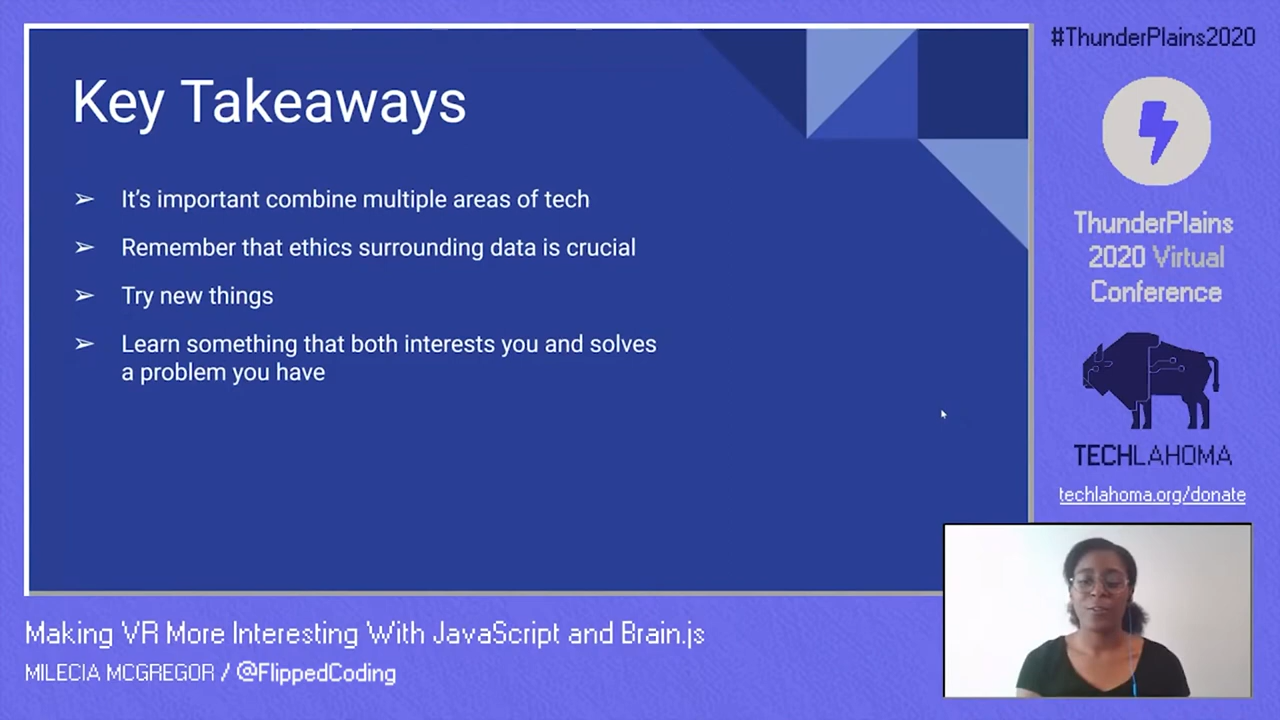 Key Takeaways
➢ It's important combine multiple areas of tech
➢ Remember that ethics surrounding data is crucial
➢ Try new things
➢ Learn something that both interests you and solves
a problem you have
#ThunderPlains2020
ThunderPlains
2020 Virtual
Conference
TECHLAHOMA
techlahoma.org/donate
Making VR More Interesting With JavaScript and Brain.js
MILECIA MCGREGOR / @FlippedCoding